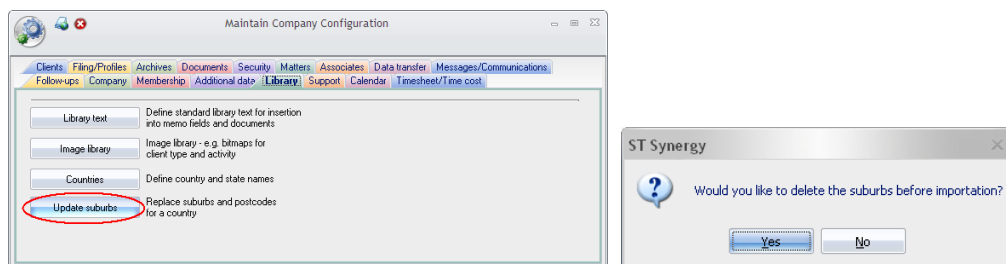 Maintain Company Configuration
Clients Filing/Profiles Archives Documents Security Matters Associates Data transfer Messages/Communications
Follow-ups Company Membership Additional data Library Support Calendar Timesheet/Time cost
Library text
Define standard library text for insertion
into memo fields and documents
Image library
Image library - e.g. bitmaps for
client type and activity
Countries
Define country and state names
Update suburbs
Replace suburbs and postcodes
for a country
ST Synergy
Would you like to delete the suburbs before importation?
Yes
No